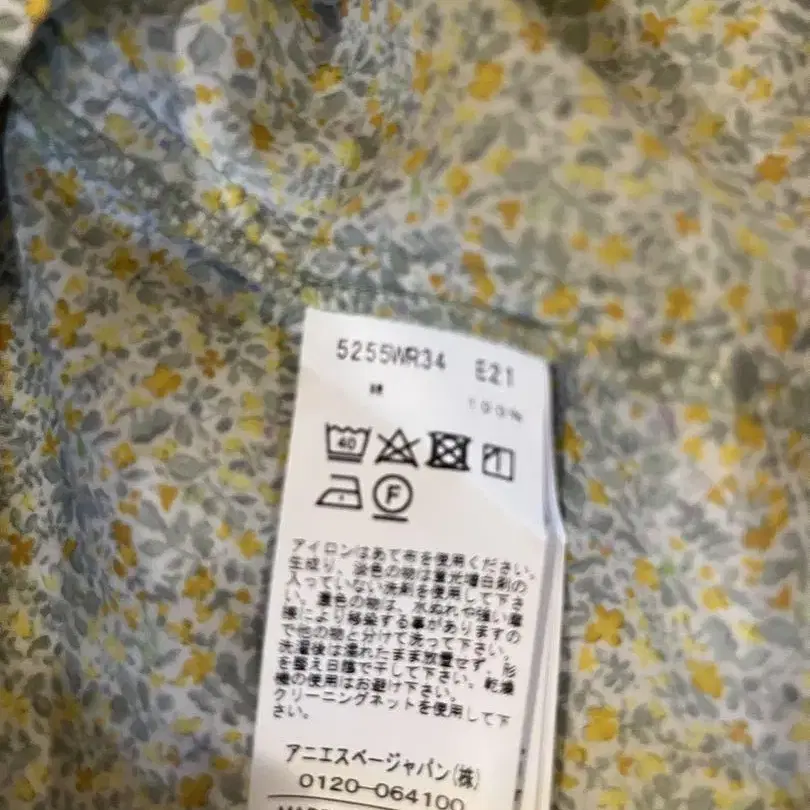 5255WR34 E21
綿 100%
40
F
アイロンはあて布を使用ください。
生成り、淡色の物は蛍光増白剤の
入っていない洗剤を使用して下さ
い。濃色の物は、水ぬれや強い摩
擦により移染する事がありますの
で他の物と分けて洗って下さい。
洗濯後は濡れたまま放置せず、形
を整え日陰で干して下さい。乾燥
機の使用はお避け下さい。
クリーニングネットを使用して下
さい。
アニエスベージャパン(株)
0120-064100